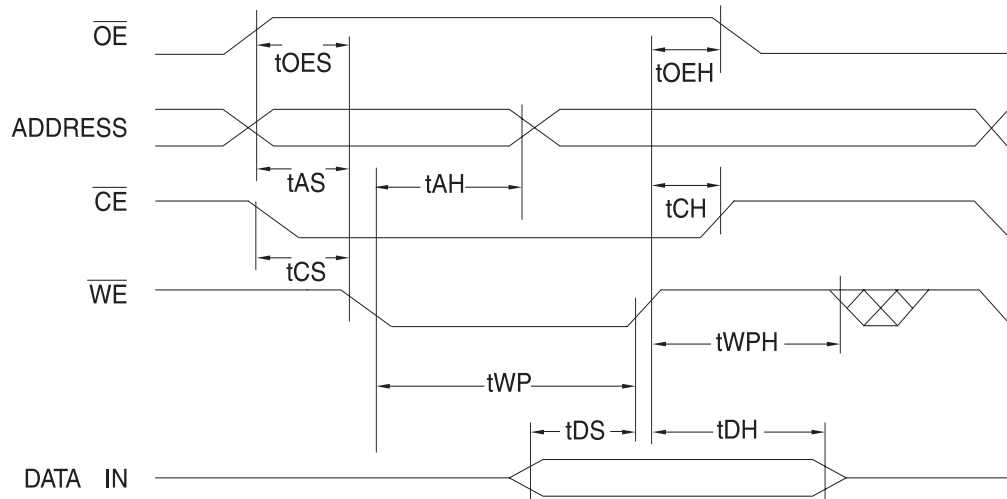 OE
tOES
tOEH
ADDRESS
tAS
tAH
CE
tCH
tCS
WE
tWPH
tWP
tDS
tDH
DATA IN